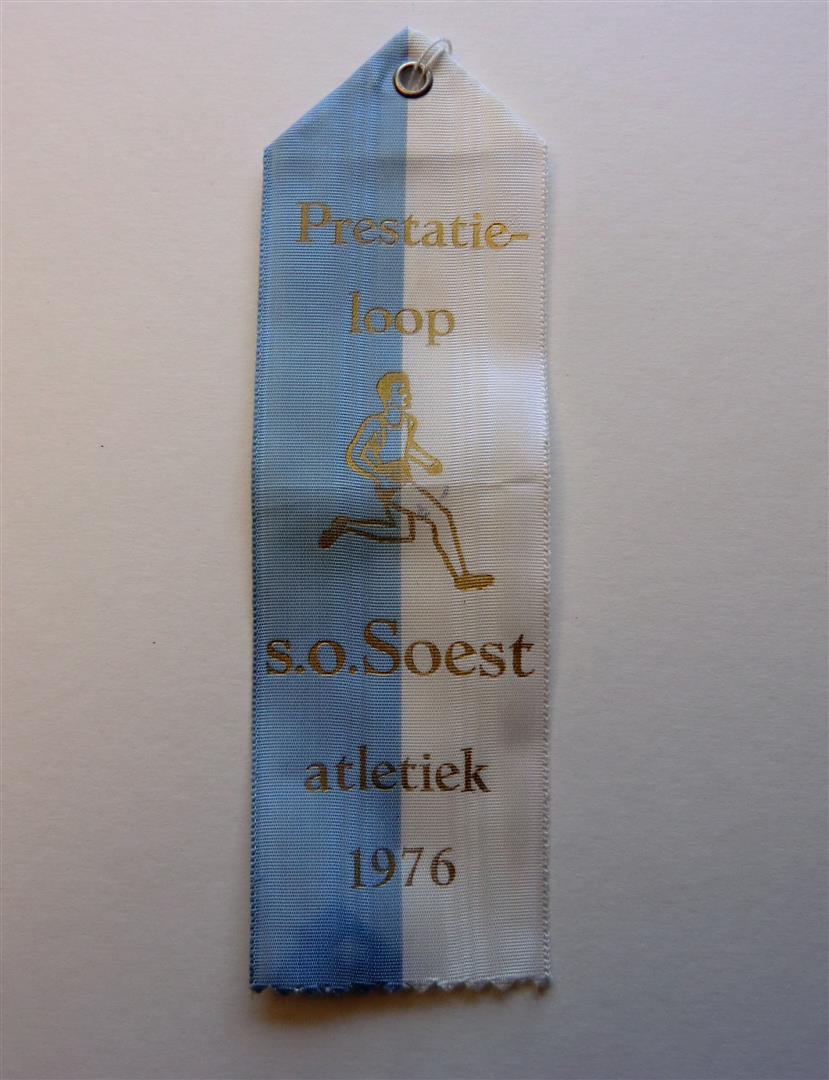 Prestatie-
loop
s.o.Soest
atletiek
1976